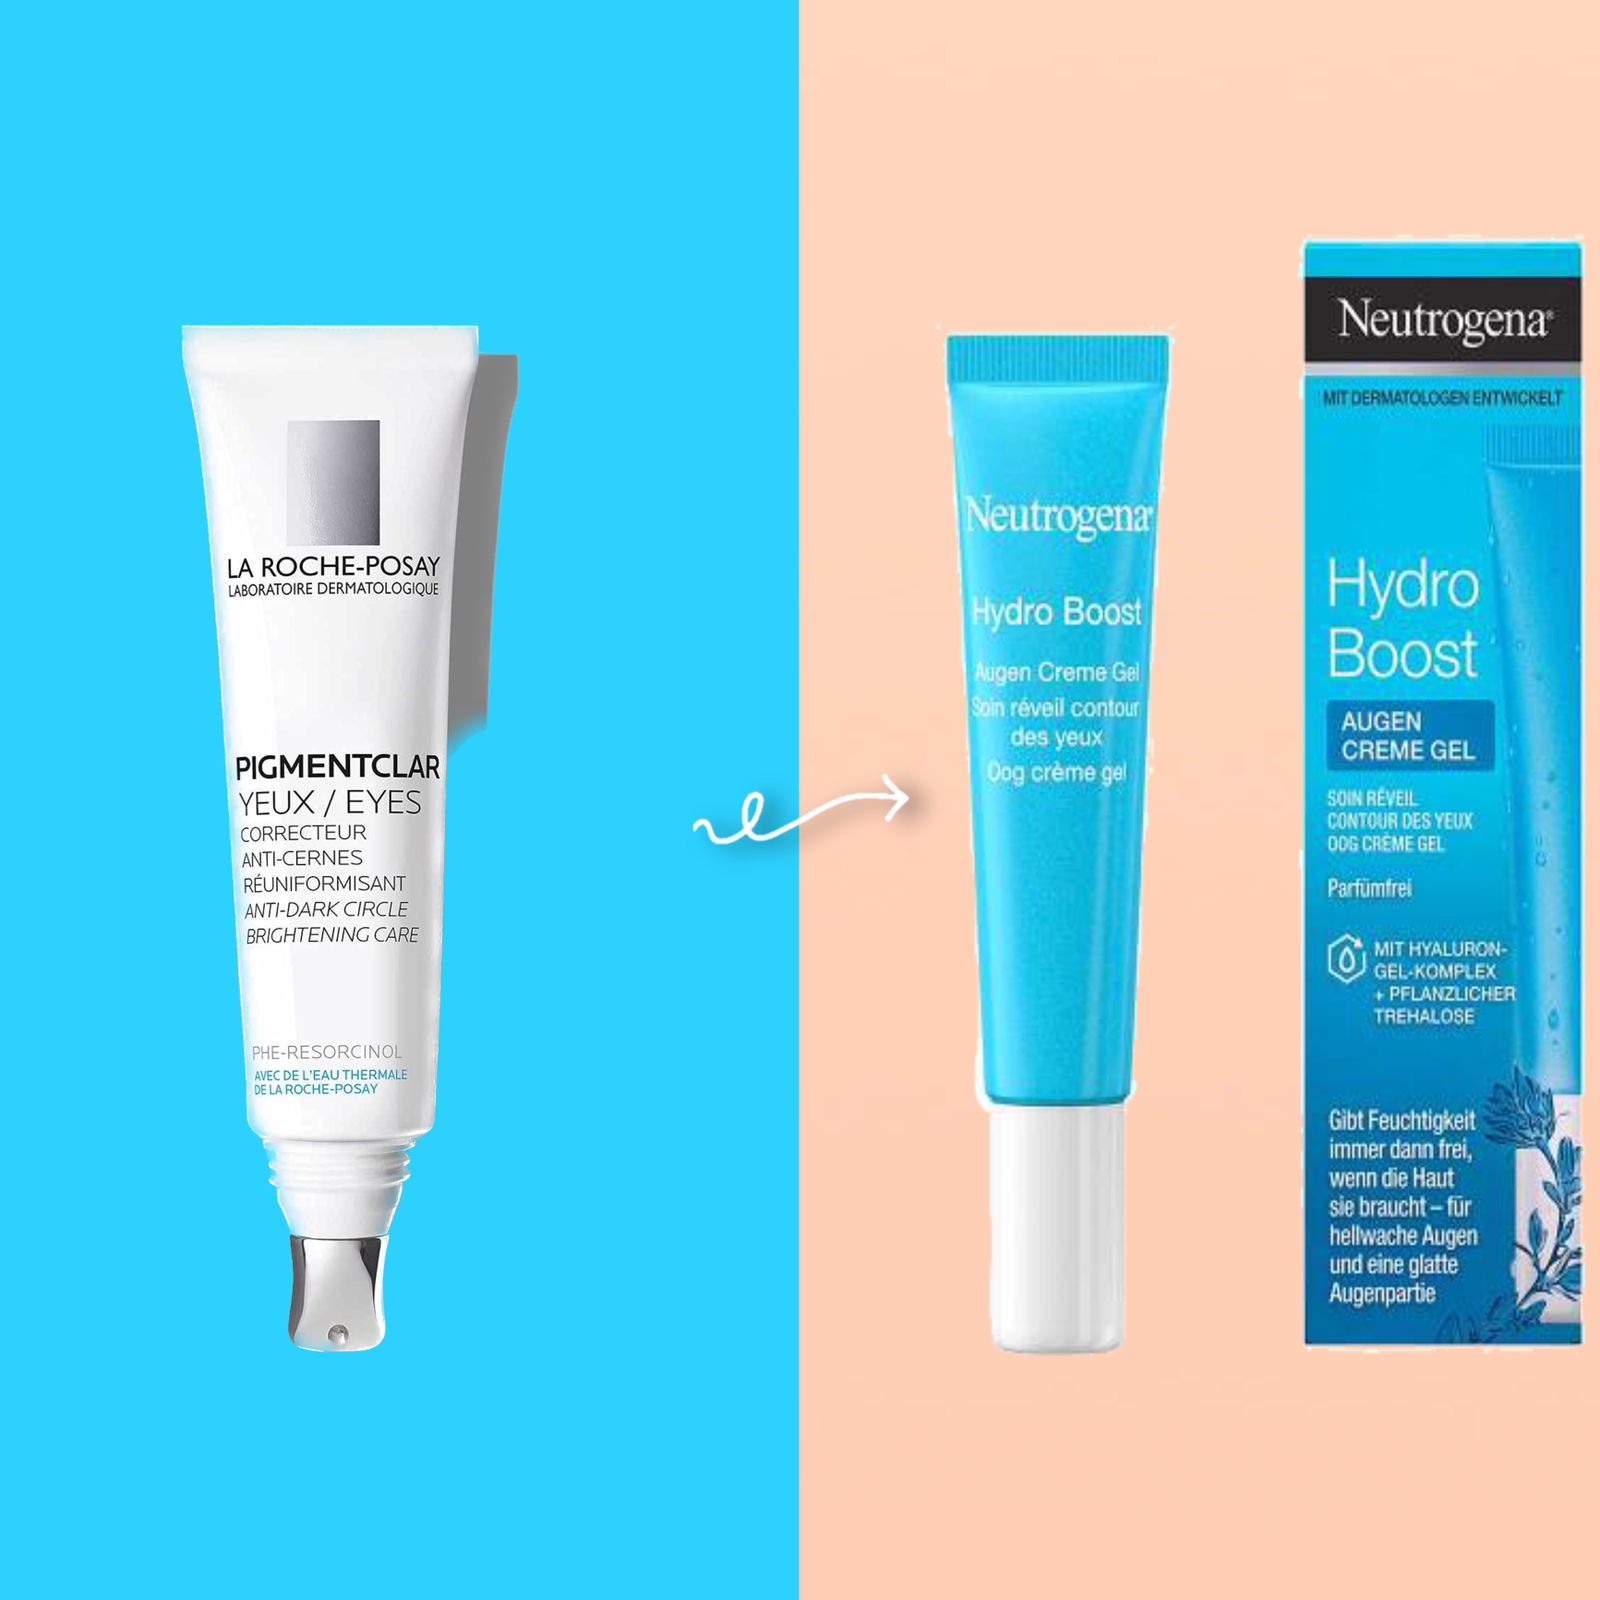 LA ROCHE-POSAY
LABORATOIRE DERMATOLOGIQUE
PIGMENTCLAR
YEUX / EYES
CORRECTEUR
ANTI-CERNES
RÉUNIFORMISANT
ANTI-DARK CIRCLE
BRIGHTENING CARE
PHE-RESORCINOL
AVEC DE L'EAU THERMALE
DE LA ROCHE-POSAY
Neutrogena
Hydro Boost
Augen Creme Gel
Soin réveil contour
des yeux
Oog crème gel
Neutrogena®
MIT DERMATOLOGEN ENTWICKELT
Hydro
Boost
AUGEN
CREME GEL
SOIN RÉVEIL
CONTOUR DES YEUX
OOG CRÈME GEL
Parfümfrei
MIT HYALURON-
GEL-KOMPLEX
+ PFLANZLICHER
TREHALOSE
Gibt Feuchtigkeit
immer dann frei,
wenn die Haut
sie braucht – für
hellwache Augen
und eine glatte
Augenpartie